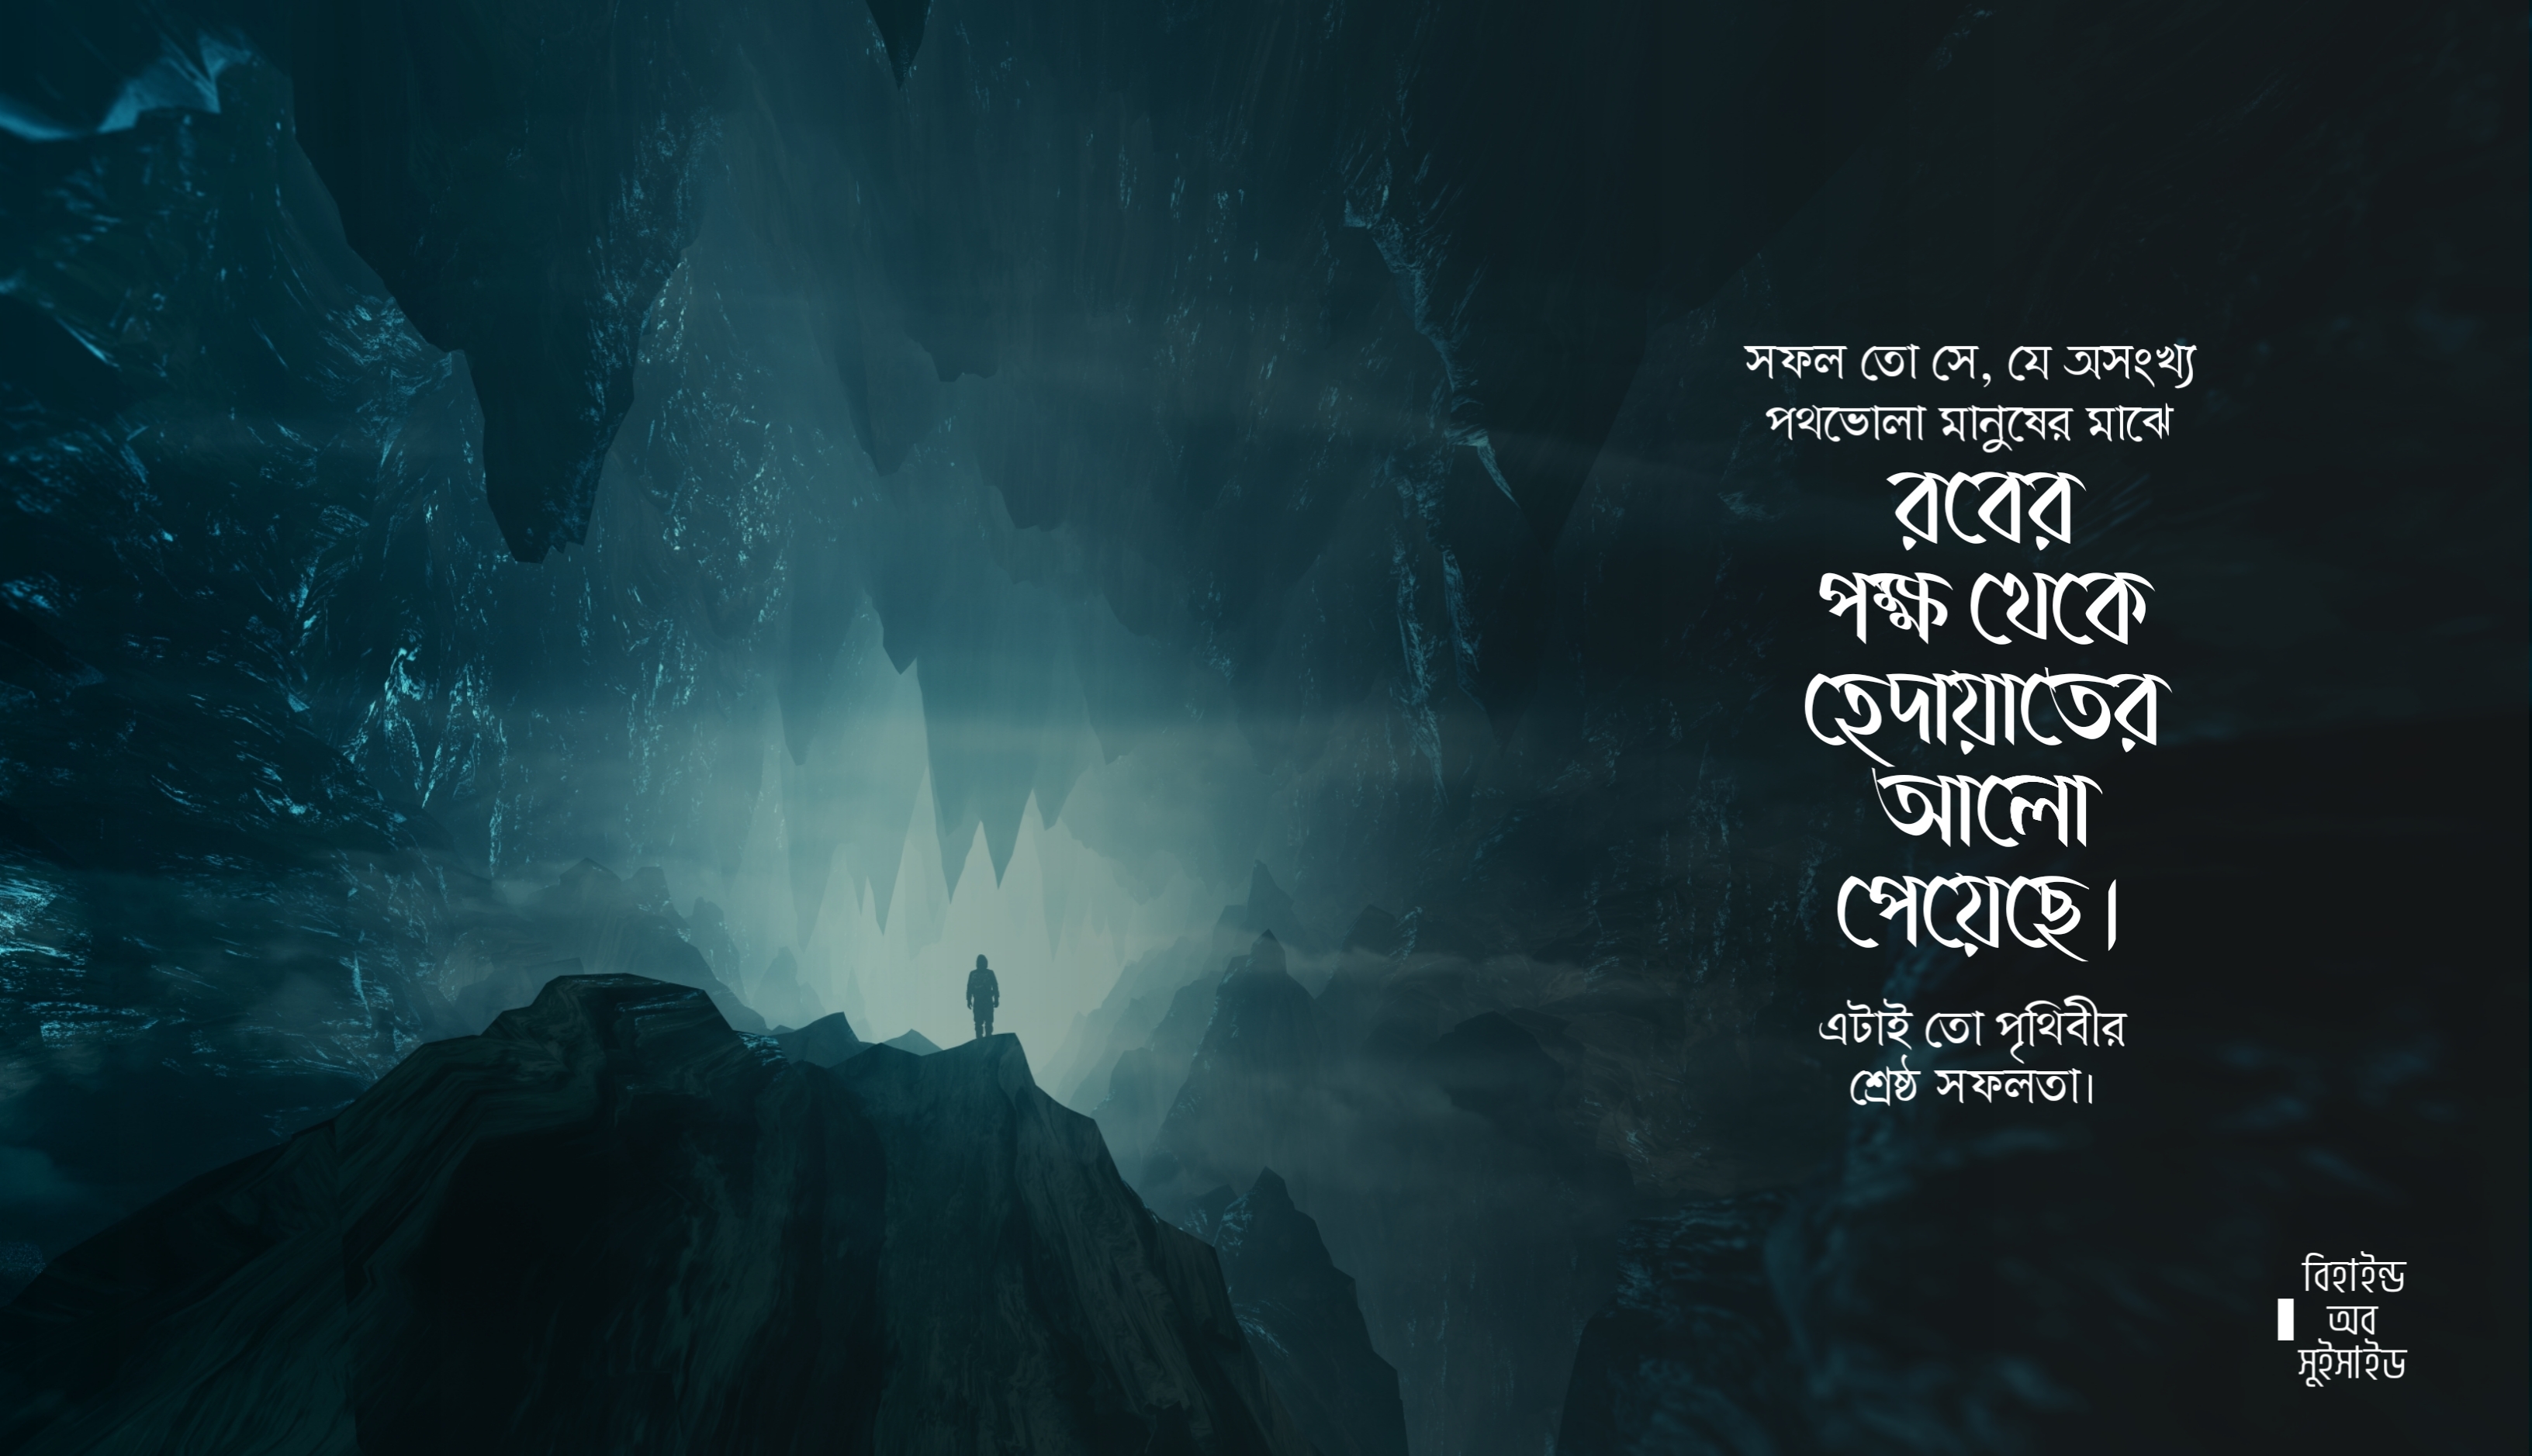 সফল তো সে, যে অসংখ্য
পথভোলা মানুষের মাঝে
রবের
পক্ষ থেকে
হেদায়াতের
আলো
পেয়েছে।
এটাই তো পৃথিবীর
শ্রেষ্ঠ সফলতা।
বিহাইন্ড
অব
সুইসাইড